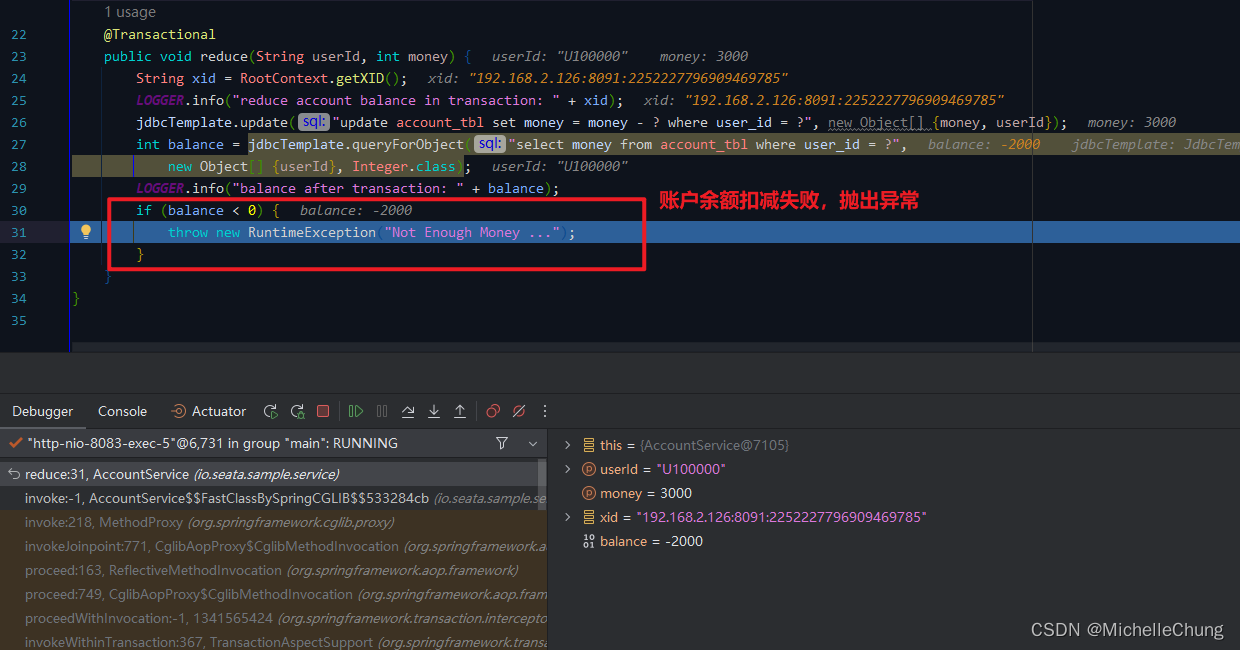 1 usage
22 @Transactional
23 public void reduce(String userId, int money) { userId: "U100000" money: 3000
24 String xid = RootContext.getXID(); xid: "192.168.2.126:8091:2252227796909469785"
25 LOGGER.info("reduce account balance in transaction: " + xid); xid: "192.168.2.126:8091:2252227796909469785"
26 jdbcTemplate.update( sql: "update account_tbl set money = money - ? where user_id = ?", new Object[] {money, userId}); money: 3000
27 int balance = jdbcTemplate.queryForObject( sql: "select money from account_tbl where user_id = ?", balance: -2000 jdbcTemplate: JdbcTem
28 new Object[] {userId}, Integer.class); userId: "U100000"
29 LOGGER.info("balance after transaction: " + balance);
30 if (balance < 0) { balance: -2000
账户余额扣减失败，抛出异常
31 throw new RuntimeException("Not Enough Money ...");
32 }
33 }
34 }
35
Debugger Console Actuator
"http-nio-8083-exec-5"@6,731 in group "main": RUNNING
reduce:31, AccountService (io.seata.sample.service)
invoke:-1, AccountService$$FastClassBySpringCGLIB$$533284cb (io.seata.sample.se
invoke:218, MethodProxy (org.springframework.cglib.proxy)
invokeJoinpoint:771, CglibAopProxy$CglibMethodInvocation (org.springframework.a
proceed:163, ReflectiveMethodInvocation (org.springframework.aop.framework)
proceed:749, CglibAopProxy$CglibMethodInvocation (org.springframework.aop.fram
proceedWithInvocation:-1, 1341565424 (org.springframework.transaction.intercepto
invokeWithinTransaction:367, TransactionAspectSupport (org.springframework.transa
this = {AccountService@7105}
userId = "U100000"
money = 3000
xid = "192.168.2.126:8091:2252227796909469785"
balance = -2000
CSDN @MichelleChung